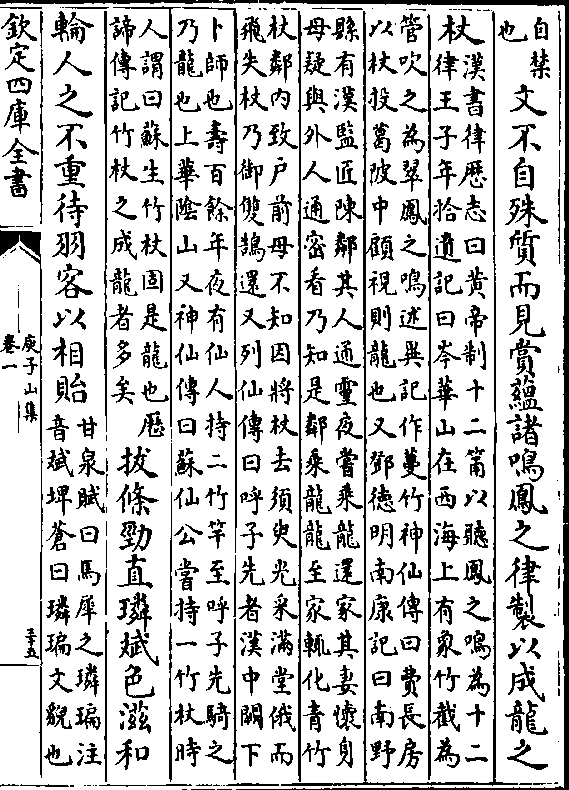 自禁
也
文不自殊質而見賞蘊諸鳴鳳之律製以成龍之
杖
漢書律厯志曰黄帝制十二筩以聽鳳之鳴為十二
律王子年拾遺記曰岑華山在西海上有象竹截為
管吹之為翠鳳之鳴述異記作蔓竹神仙傳曰費長房
以杖投葛陂中顧視則龍也又鄧德明南康記曰南野
縣有漢監匠陳鄰其人通靈夜嘗乘龍還家其妻懷身
母疑與外人通密看乃知是鄰乘龍龍至家輒化青竹
杖鄰内致户前母不知因將杖去須臾光采滿堂俄而
飛失杖乃御雙鵠還又列仙傳曰呼子先者漢中闗下
卜師也壽百餘年夜有仙人持二竹竿至呼子先騎之
乃龍也上華隂山又神仙傳曰蘇仙公嘗持一竹杖時
人謂曰蘇生竹杖固是龍也厯
諦傳記竹杖之成龍者多矣
拔條勁直璘斌色滋和
輪人之不重待羽客以相貽
甘泉賦曰馬犀之璘㻞注
音斌埤蒼曰璘㻞文貌也
欽定四庫全書
庾子山集
卷一
三十五